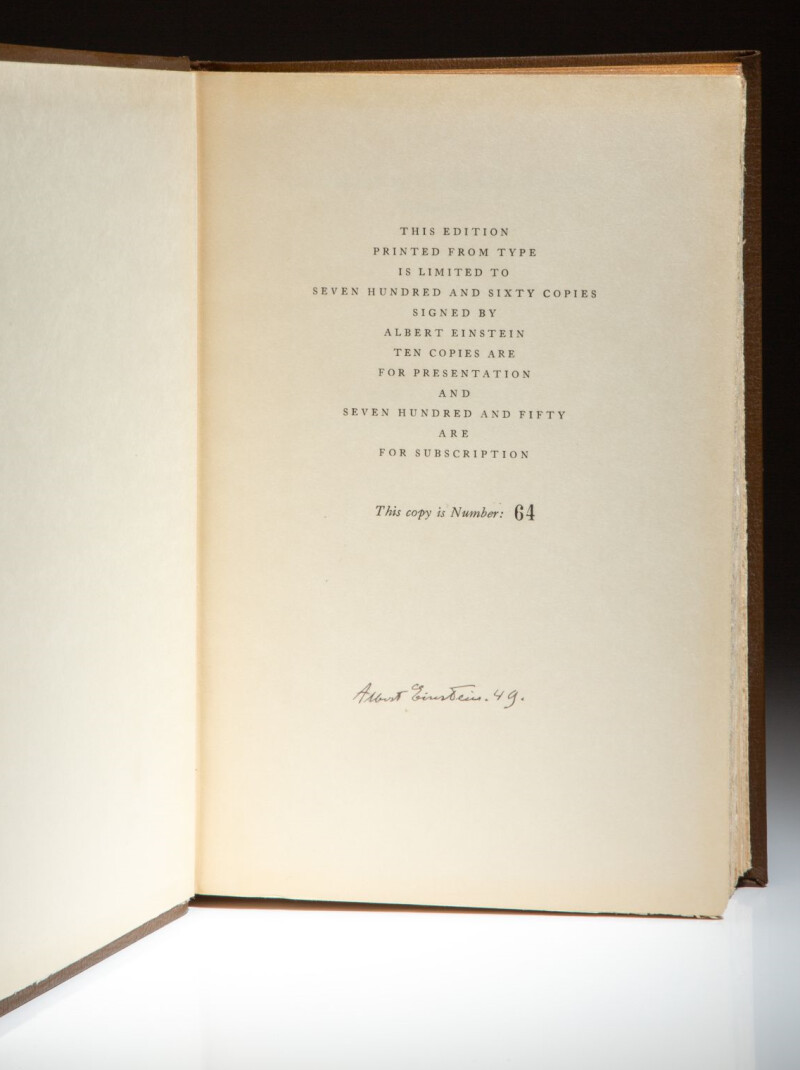 THIS EDITION
PRINTED FROM TYPE
IS LIMITED TO
SEVEN HUNDRED AND SIXTY COPIES
SIGNED BY
ALBERT EINSTEIN
TEN COPIES ARE
FOR PRESENTATION
AND
SEVEN HUNDRED AND FIFTY
ARE
FOR SUBSCRIPTION
This copy is Number: 64
Albert Einstein. 49.